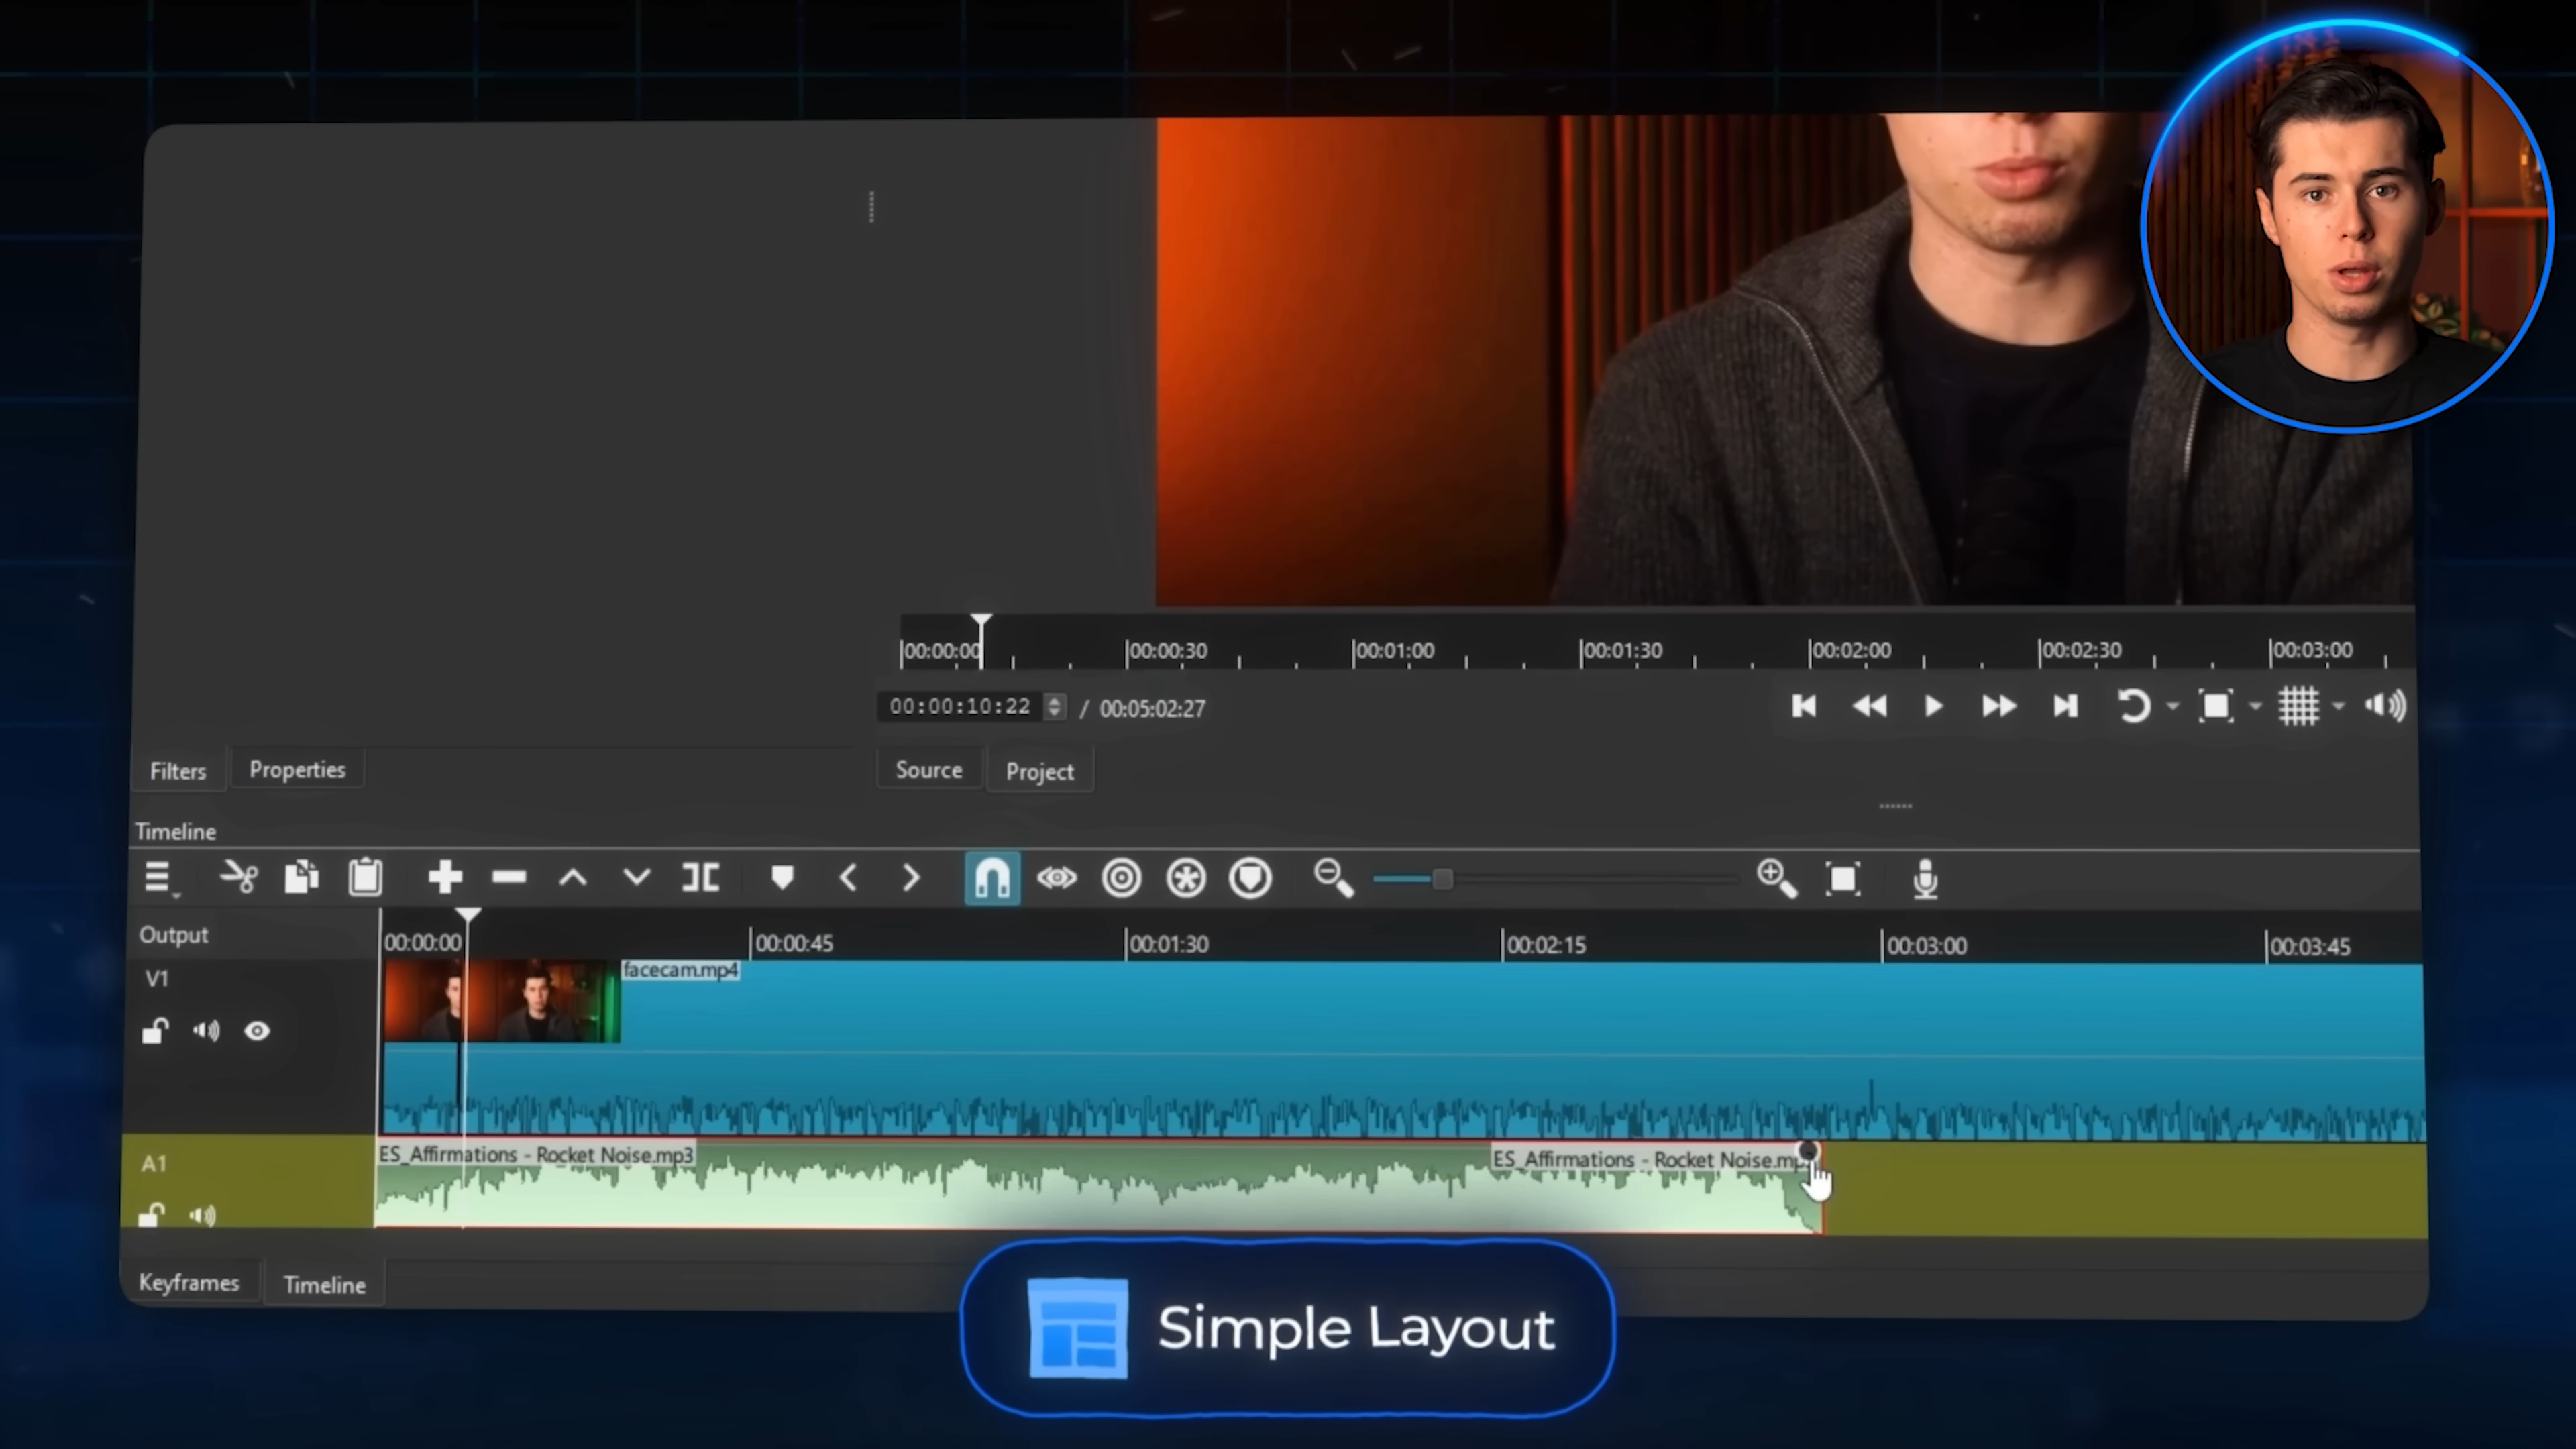 00:00:00 00:00:30 00:01:00 00:01:30 00:02:00 00:02:30 00:03:00
00:00:10:22 / 00:05:02:27
Filters Properties Source Project
Timeline
Output 00:00:00 00:00:45 00:01:30 00:02:15 00:03:00 00:03:45
V1 facecam.mp4
A1 ES_Affirmations - Rocket Noise.mp3 ES_Affirmations - Rocket Noise.mp
Keyframes Timeline
Simple Layout